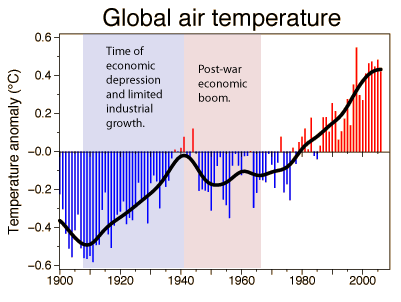 Global air temperature
Temperature anomaly (°C)
0.6
0.4
0.2
−0.0
−0.2
−0.4
−0.6
Time of
economic
depression
and limited
industrial
growth.
Post-war
economic
boom.
1900
1920
1940
1960
1980
2000